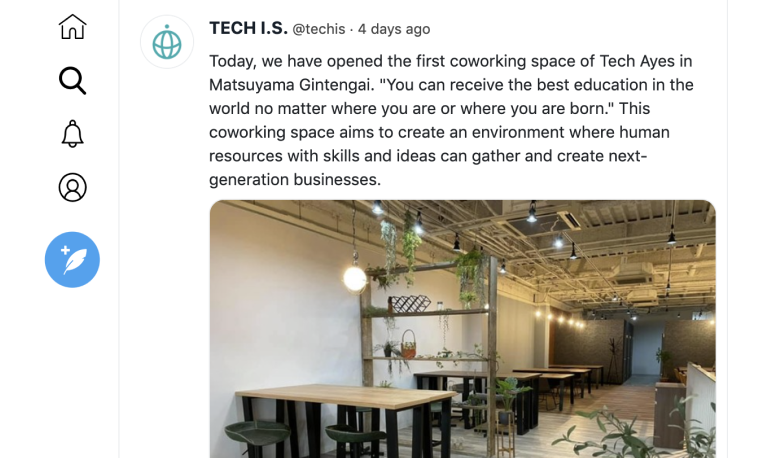 TECH I.S. @techis · 4 days ago
Today, we have opened the first coworking space of Tech Ayes in
Matsuyama Gintengai. "You can receive the best education in the
world no matter where you are or where you are born." This
coworking space aims to create an environment where human
resources with skills and ideas can gather and create next-
generation businesses.